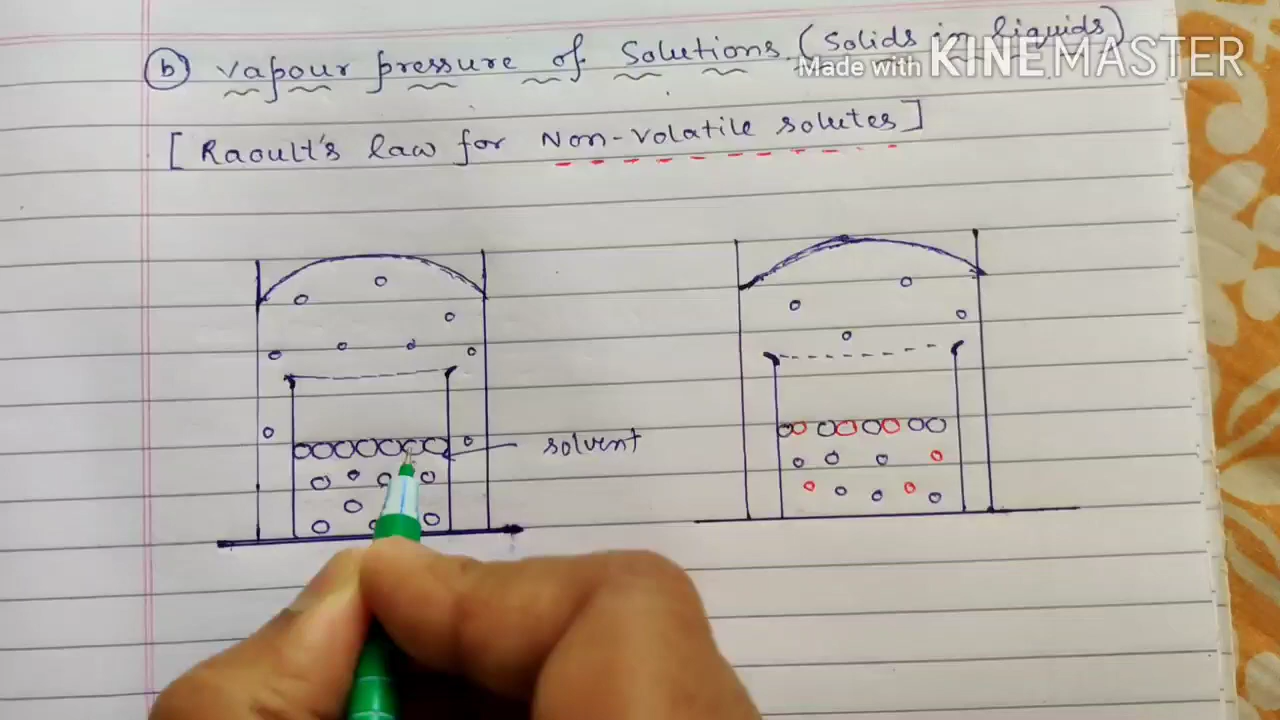 b Vapour pressure of Solutions (Solids in liquids)
Made with KINEMASTER
[Raoult's law for Non-volatile solutes]
solvent